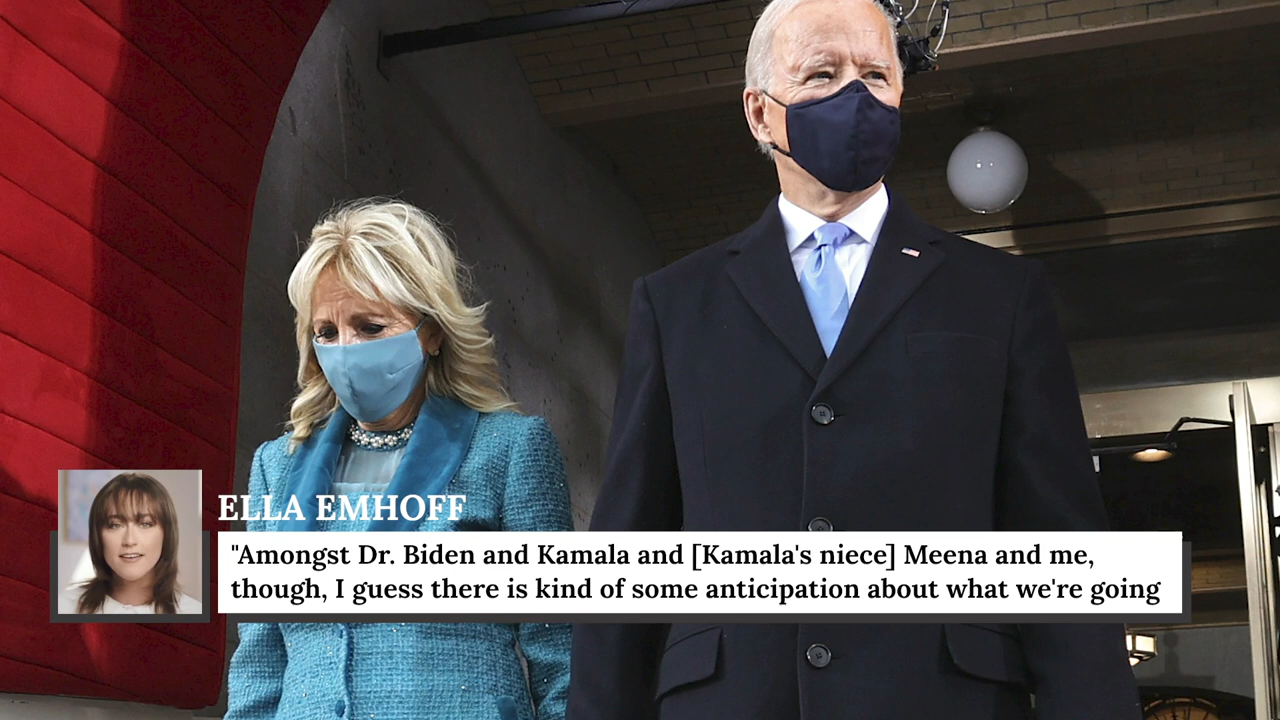 ELLA EMHOFF
"Amongst Dr. Biden and Kamala and [Kamala's niece] Meena and me,
though, I guess there is kind of some anticipation about what we're going